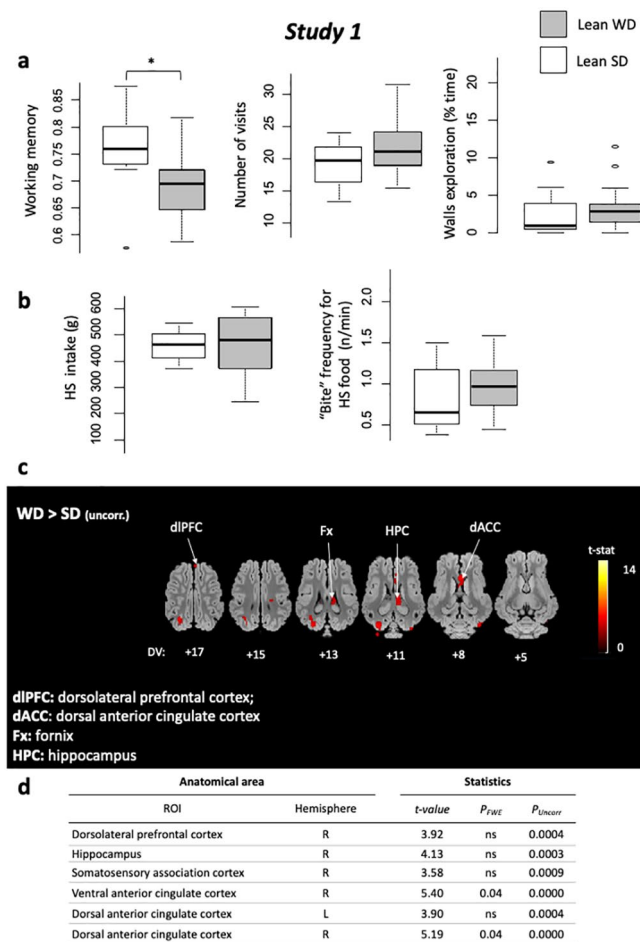 Study 1
Lean WD
Lean SD
a
*
Working memory
0.6 0.65 0.7 0.75 0.8 0.85
Number of visits
10 15 20 25 30
Walls exploration (% time)
0 5 10 15 20
b
HS intake (g)
100 200 300 400 500 600
"Bite" frequency for
HS food (n/min)
0.5 1.0 1.5 2.0
c
WD > SD (uncorr.)
dlPFC
Fx
HPC
dACC
t-stat
14
0
DV: +17 +15 +13 +11 +8 +5
dlPFC: dorsolateral prefrontal cortex;
dACC: dorsal anterior cingulate cortex
Fx: fornix
HPC: hippocampus
d
Anatomical area Statistics
ROI Hemisphere t-value PFWE PUncorr
Dorsolateral prefrontal cortex R 3.92 ns 0.0004
Hippocampus R 4.13 ns 0.0003
Somatosensory association cortex R 3.58 ns 0.0009
Ventral anterior cingulate cortex R 5.40 0.04 0.0000
Dorsal anterior cingulate cortex L 3.90 ns 0.0004
Dorsal anterior cingulate cortex R 5.19 0.04 0.0000